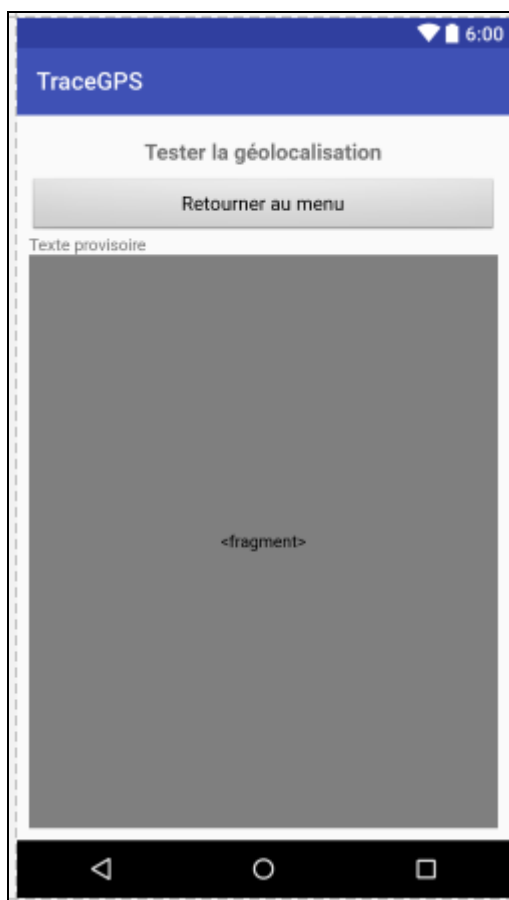 6:00
TraceGPS
Tester la géolocalisation
Retourner au menu
Texte provisoire
<fragment>